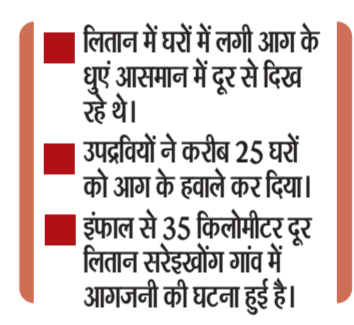 लितान में घरों में लगी आग के
धुएं आसमान में दूर से दिख
रहे थे।
उपद्रवियों ने करीब 25 घरों
को आग के हवाले कर दिया।
इंफाल से 35 किलोमीटर दूर
लितान सरेइखोंग गांव में
आगजनी की घटना हुई है।